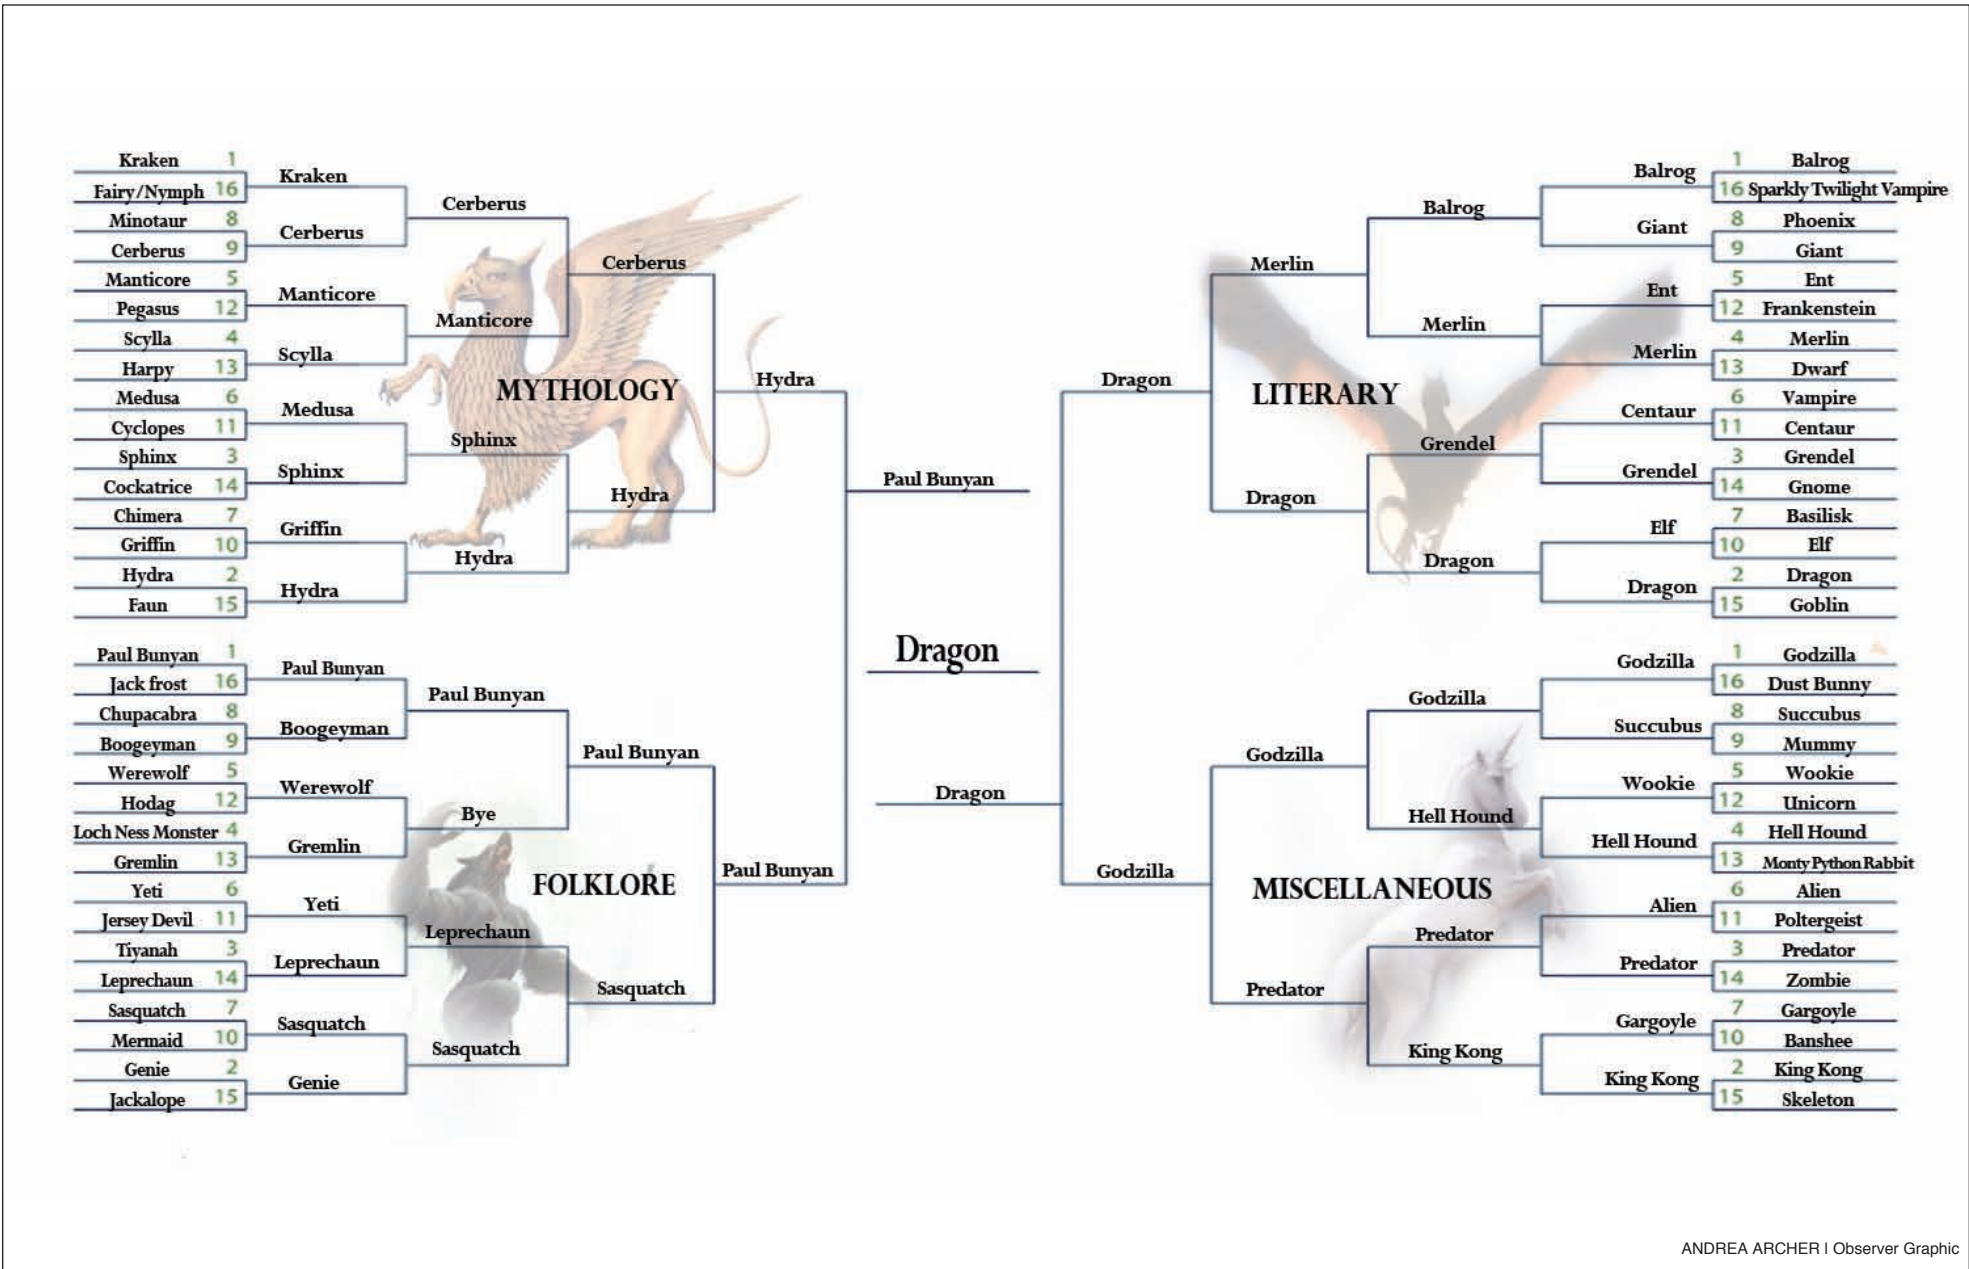 Kraken 1
Fairy/Nymph 16
Minotaur 8
Cerberus 9
Manticore 5
Pegasus 12
Scylla 4
Harpy 13
Medusa 6
Cyclopes 11
Sphinx 3
Cockatrice 14
Chimera 7
Griffin 10
Hydra 2
Faun 15
Kraken
Cerberus
Manticore
Scylla
Medusa
Sphinx
Griffin
Hydra
Cerberus
Manticore
Sphinx
Hydra
Cerberus
Hydra
MYTHOLOGY
Hydra
Paul Bunyan 1
Jack frost 16
Chupacabra 8
Boogeyman 9
Werewolf 5
Hodag 12
Loch Ness Monster 4
Gremlin 13
Yeti 6
Jersey Devil 11
Tiyanah 3
Leprechaun 14
Sasquatch 7
Mermaid 10
Genie 2
Jackalope 15
Paul Bunyan
Boogeyman
Werewolf
Gremlin
Yeti
Leprechaun
Sasquatch
Genie
Paul Bunyan
Bye
Leprechaun
Sasquatch
Paul Bunyan
Sasquatch
FOLKLORE
Paul Bunyan
Paul Bunyan
Dragon
Dragon
Dragon
LITERARY
Merlin
Dragon
Balrog
Merlin
Grendel
Dragon
Balrog
Giant
Ent
Merlin
Centaur
Grendel
Elf
Dragon
1 Balrog
16 Sparkly Twilight Vampire
8 Phoenix
9 Giant
5 Ent
12 Frankenstein
4 Merlin
13 Dwarf
6 Vampire
11 Centaur
3 Grendel
14 Gnome
7 Basilisk
10 Elf
2 Dragon
15 Goblin
Godzilla
MISCELLANEOUS
Godzilla
Predator
Godzilla
Hell Hound
Predator
King Kong
Godzilla
Succubus
Wookie
Hell Hound
Alien
Predator
Gargoyle
King Kong
1 Godzilla
16 Dust Bunny
8 Succubus
9 Mummy
5 Wookie
12 Unicorn
4 Hell Hound
13 Monty Python Rabbit
6 Alien
11 Poltergeist
3 Predator
14 Zombie
7 Gargoyle
10 Banshee
2 King Kong
15 Skeleton
ANDREA ARCHER | Observer Graphic